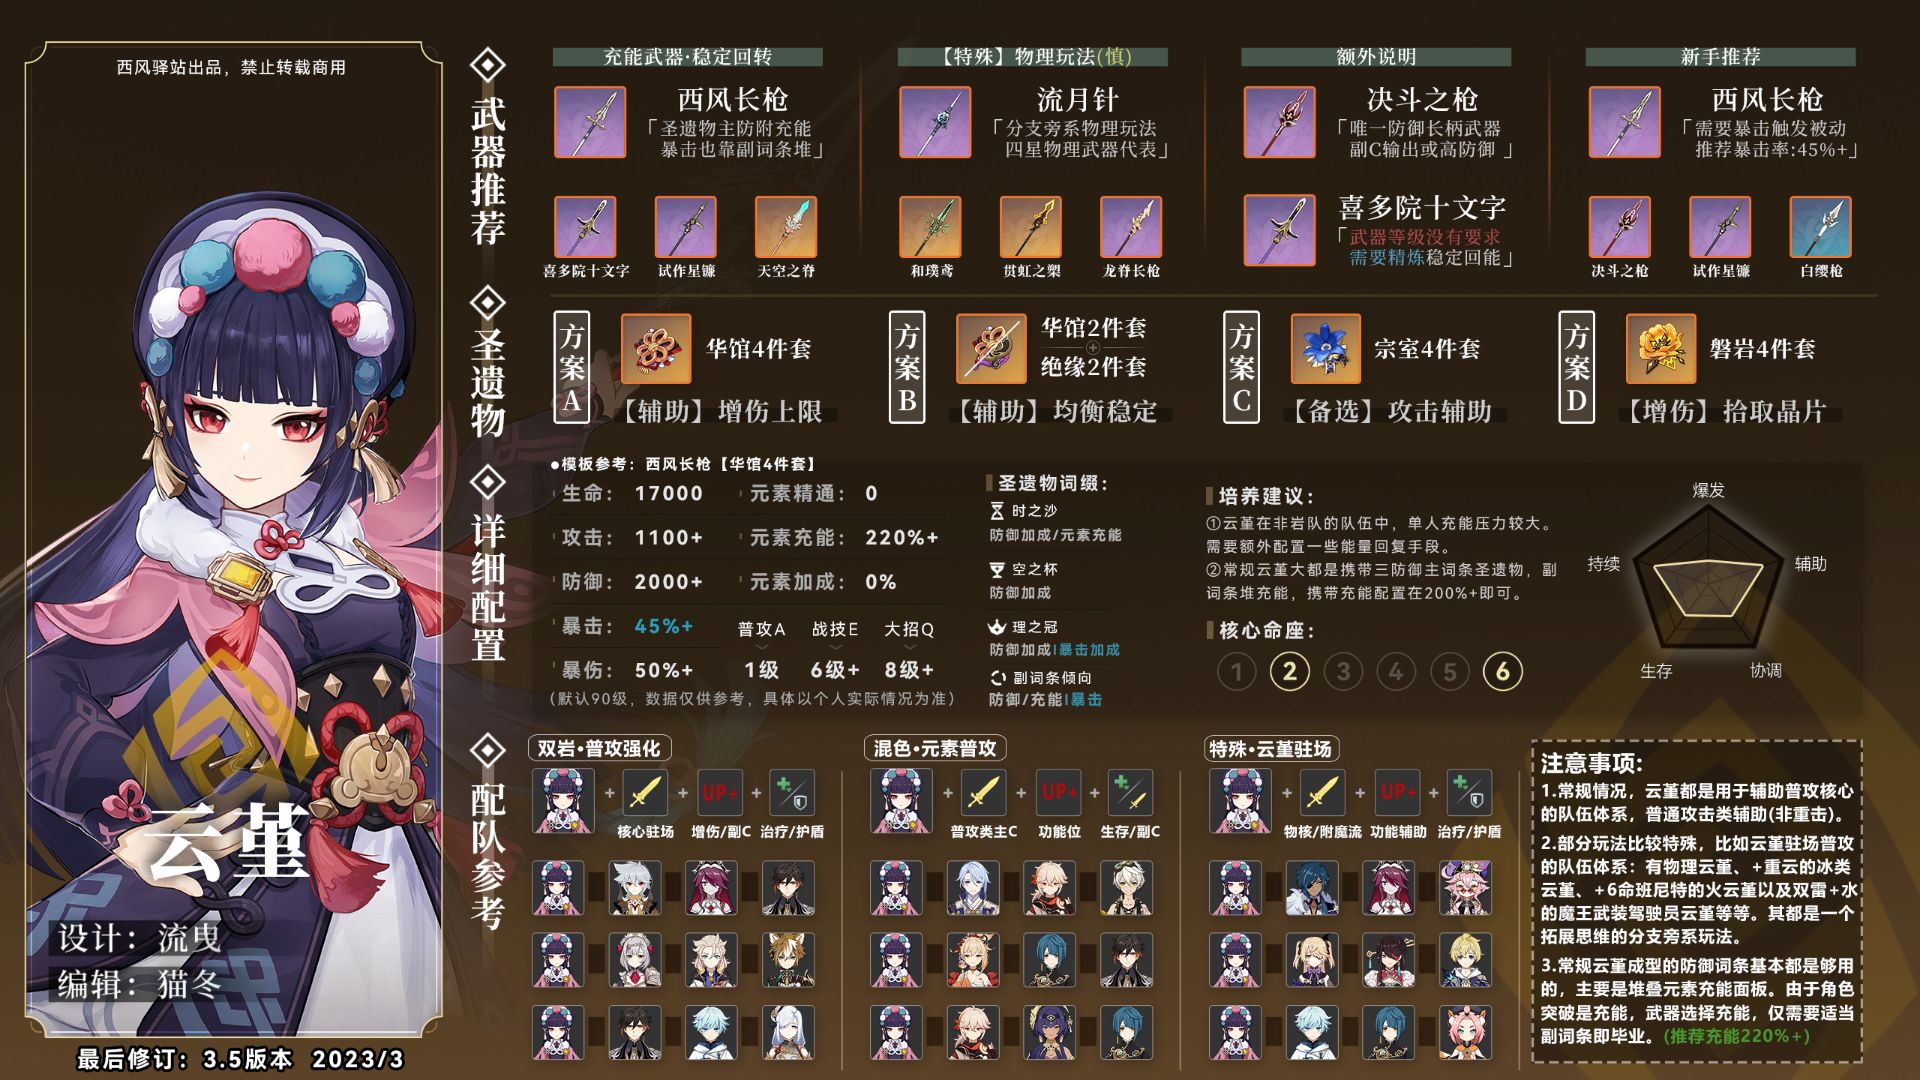 西风驿站出品，禁止转载商用
云堇
设计：流曳
编辑：猫冬
最后修订：3.5版本 2023/3
武器推荐
充能武器·稳定回转
西风长枪
「圣遗物主防附充能
暴击也靠副词条堆」
喜多院十文字 试作星镰 天空之脊
【特殊】物理玩法(慎)
流月针
「分支旁系物理玩法
四星物理武器代表」
和璞鸢 贯虹之槊 龙脊长枪
额外说明
决斗之枪
「唯一防御长柄武器
副C输出或高防御」
喜多院十文字
「武器等级没有要求
需要精炼稳定回能」
新手推荐
西风长枪
「需要暴击触发被动
推荐暴击率:45%+」
决斗之枪 试作星镰 白缨枪
圣遗物
方案A
华馆4件套
【辅助】增伤上限
方案B
华馆2件套
绝缘2件套
【辅助】均衡稳定
方案C
宗室4件套
【备选】攻击辅助
方案D
磐岩4件套
【增伤】拾取晶片
详细配置
●模板参考：西风长枪【华馆4件套】
生命： 17000 元素精通： 0
攻击： 1100+ 元素充能： 220%+
防御： 2000+ 元素加成： 0%
暴击： 45%+ 普攻A 战技E 大招Q
暴伤： 50%+ 1级 6级+ 8级+
(默认90级，数据仅供参考，具体以个人实际情况为准)
圣遗物词缀：
时之沙
防御加成/元素充能
空之杯
防御加成
理之冠
防御加成|暴击加成
副词条倾向
防御/充能|暴击
培养建议：
①云堇在非岩队的队伍中，单人充能压力较大。
需要额外配置一些能量回复手段。
②常规云堇大都是携带三防御主词条圣遗物，副
词条堆充能，携带充能配置在200%+即可。
核心命座：
1 2 3 4 5 6
爆发
持续 辅助
生存 协调
配队参考
双岩·普攻强化
+ + UP+ +
核心驻场 增伤/副C 治疗/护盾
混色·元素普攻
+ + UP+ +
普攻类主C 功能位 生存/副C
特殊·云堇驻场
+ + UP+ +
物核/附魔流 功能辅助 治疗/护盾
注意事项:
1.常规情况，云堇都是用于辅助普攻核心
的队伍体系，普通攻击类辅助(非重击)。
2.部分玩法比较特殊，比如云堇驻场普攻
的队伍体系：有物理云堇、+重云的冰类
云堇、+6命班尼特的火云堇以及双雷+水
的魔王武装驾驶员云堇等等。其都是一个
拓展思维的分支旁系玩法。
3.常规云堇成型的防御词条基本都是够用
的，主要是堆叠元素充能面板。由于角色
突破是充能，武器选择充能，仅需要适当
副词条即毕业。(推荐充能220%+)